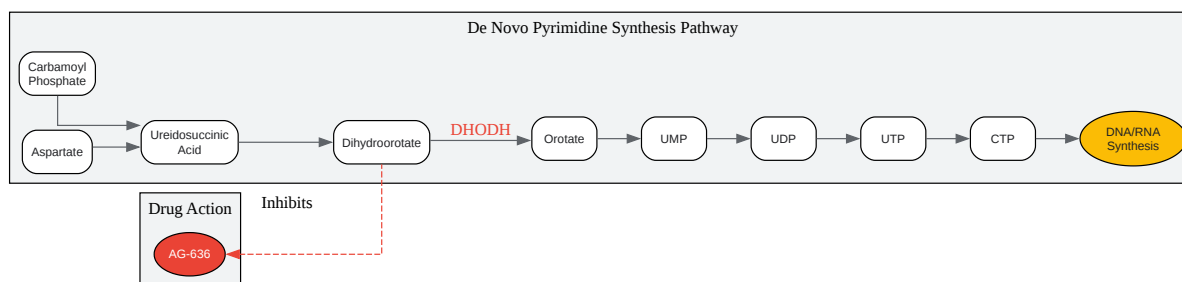 De Novo Pyrimidine Synthesis Pathway
Carbamoyl
Phosphate
Aspartate
Ureidosuccinic
Acid
Dihydroorotate
DHODH
Orotate
UMP
UDP
UTP
CTP
DNA/RNA
Synthesis
Drug Action
Inhibits
AG-636